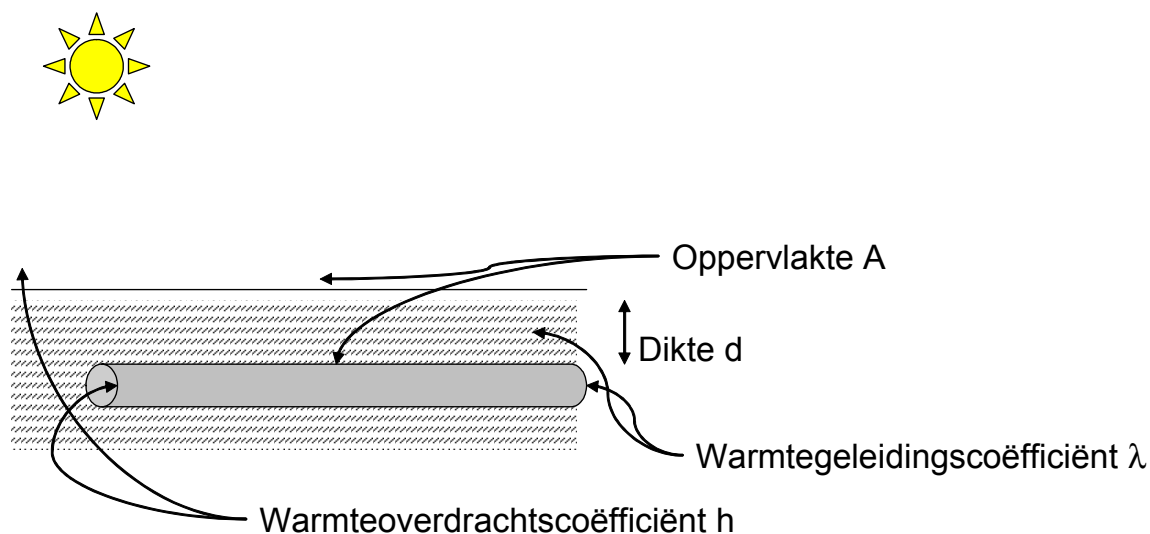 Oppervlakte A
Dikte d
Warmtegeleidingscoëfficiënt λ
Warmteoverdrachtscoëfficiënt h